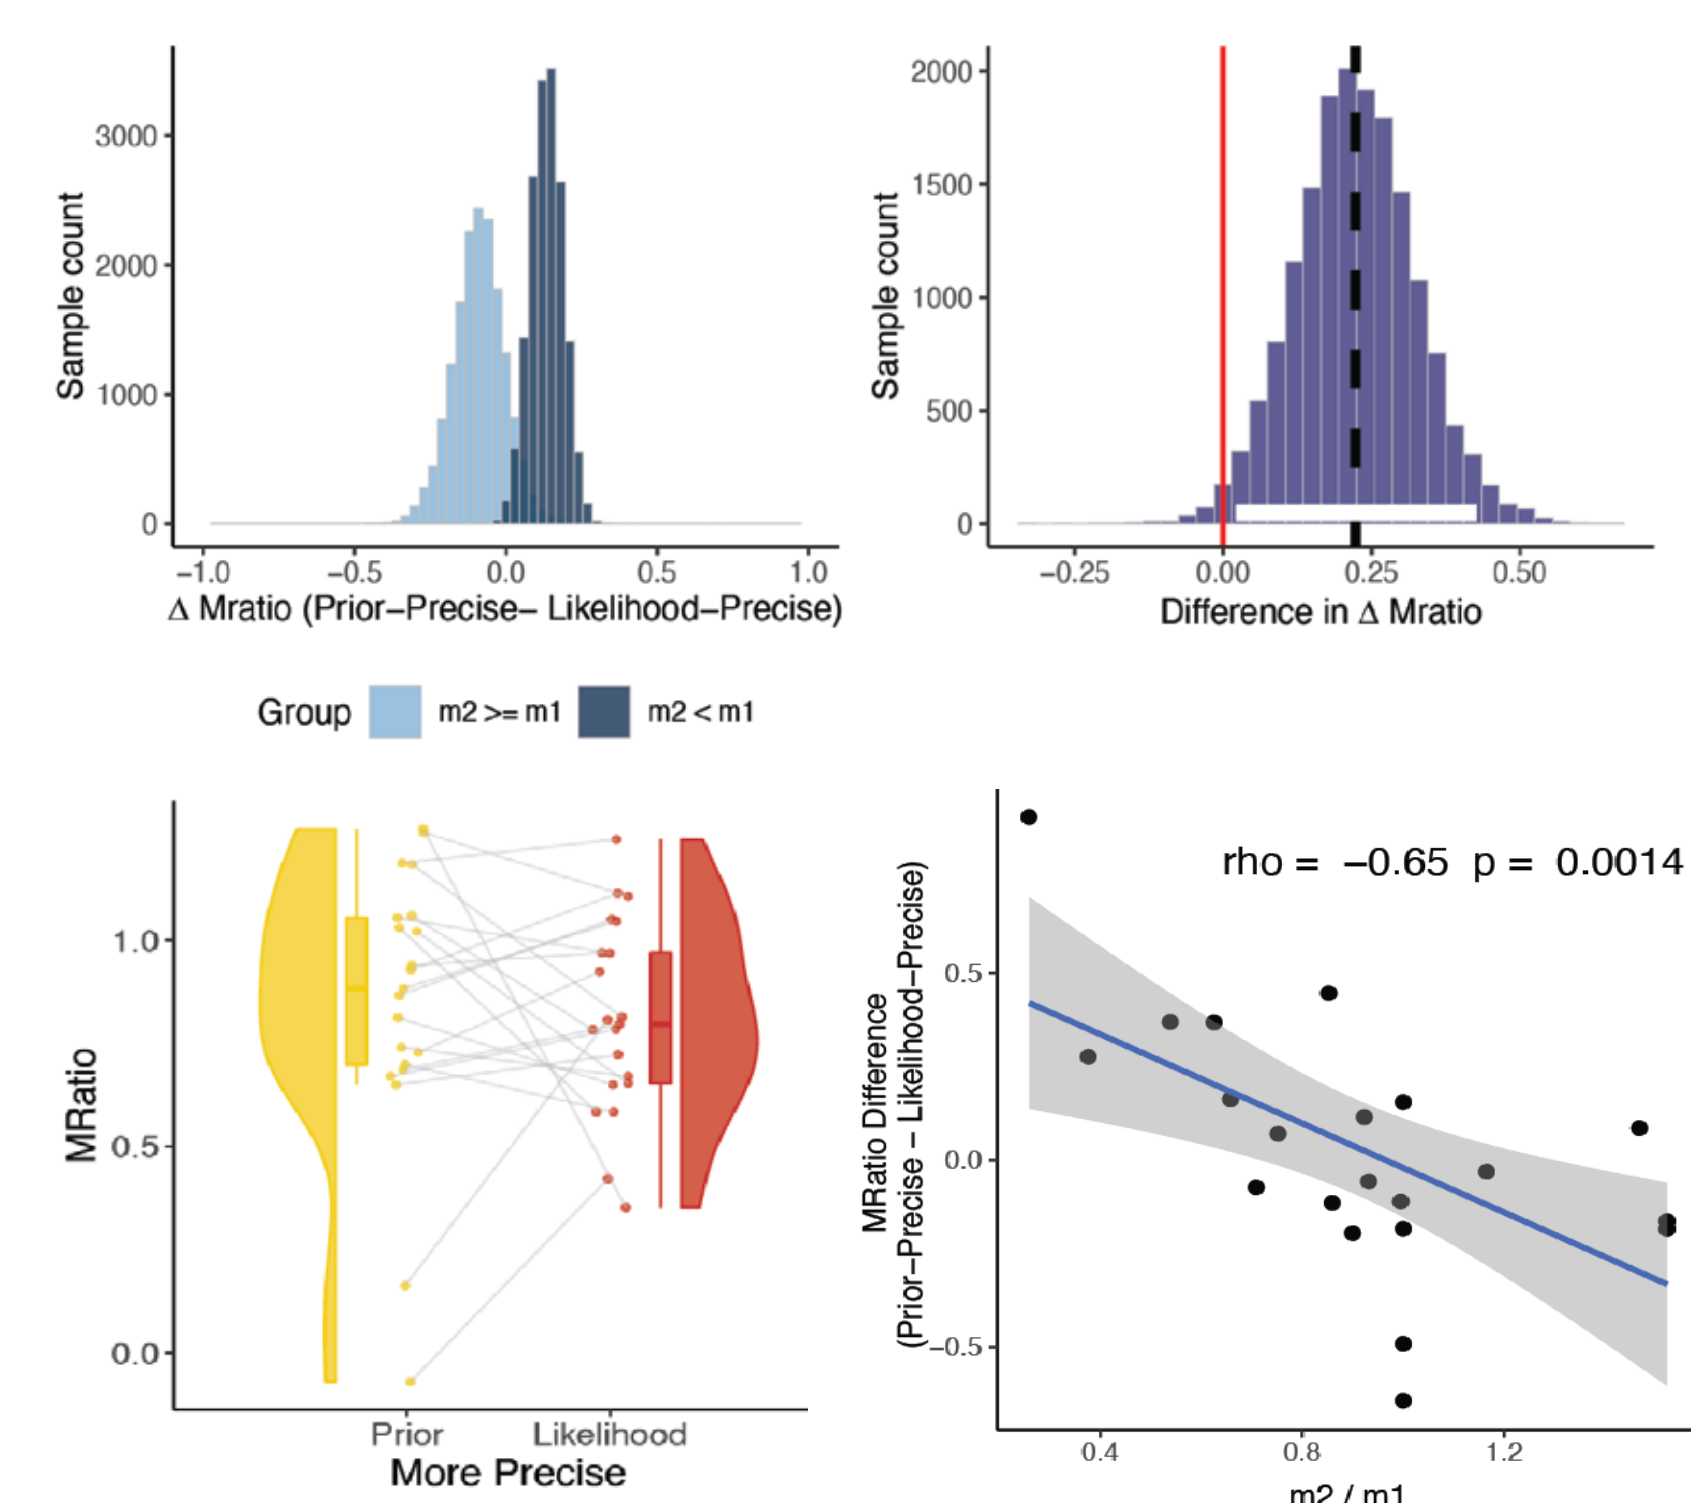 3000
2000
1000
0
Sample count
−1.0 −0.5 0.0 0.5 1.0
Δ Mratio (Prior−Precise− Likelihood−Precise)
Group m2 >= m1 m2 < m1
2000
1500
1000
500
0
Sample count
−0.25 0.00 0.25 0.50
Difference in Δ Mratio
1.0
0.5
0.0
MRatio
Prior Likelihood
More Precise
rho = −0.65 p = 0.0014
0.5
0.0
−0.5
MRatio Difference
(Prior−Precise − Likelihood−Precise)
0.4 0.8 1.2
m2 / m1